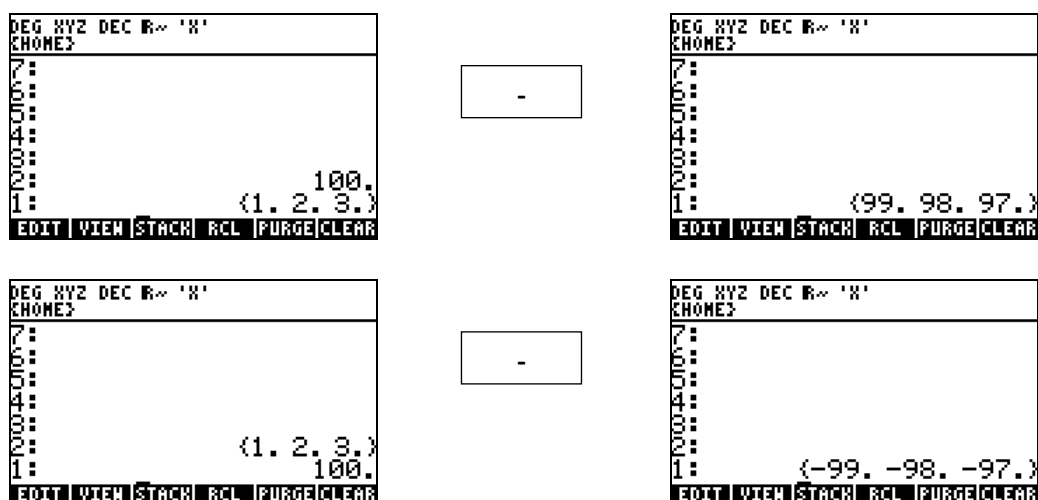 DEG XYZ DEC R~ 'X'
{HOME}
7:
6:
5:
4:
3:
2: 100.
1: {1. 2. 3.}
EDIT VIEW STACK RCL PURGE CLEAR
-
DEG XYZ DEC R~ 'X'
{HOME}
7:
6:
5:
4:
3:
2:
1: {99. 98. 97.}
EDIT VIEW STACK RCL PURGE CLEAR
DEG XYZ DEC R~ 'X'
{HOME}
7:
6:
5:
4:
3:
2: {1. 2. 3.}
1: 100.
EDIT VIEW STACK RCL PURGE CLEAR
-
DEG XYZ DEC R~ 'X'
{HOME}
7:
6:
5:
4:
3:
2:
1: {-99. -98. -97.}
EDIT VIEW STACK RCL PURGE CLEAR